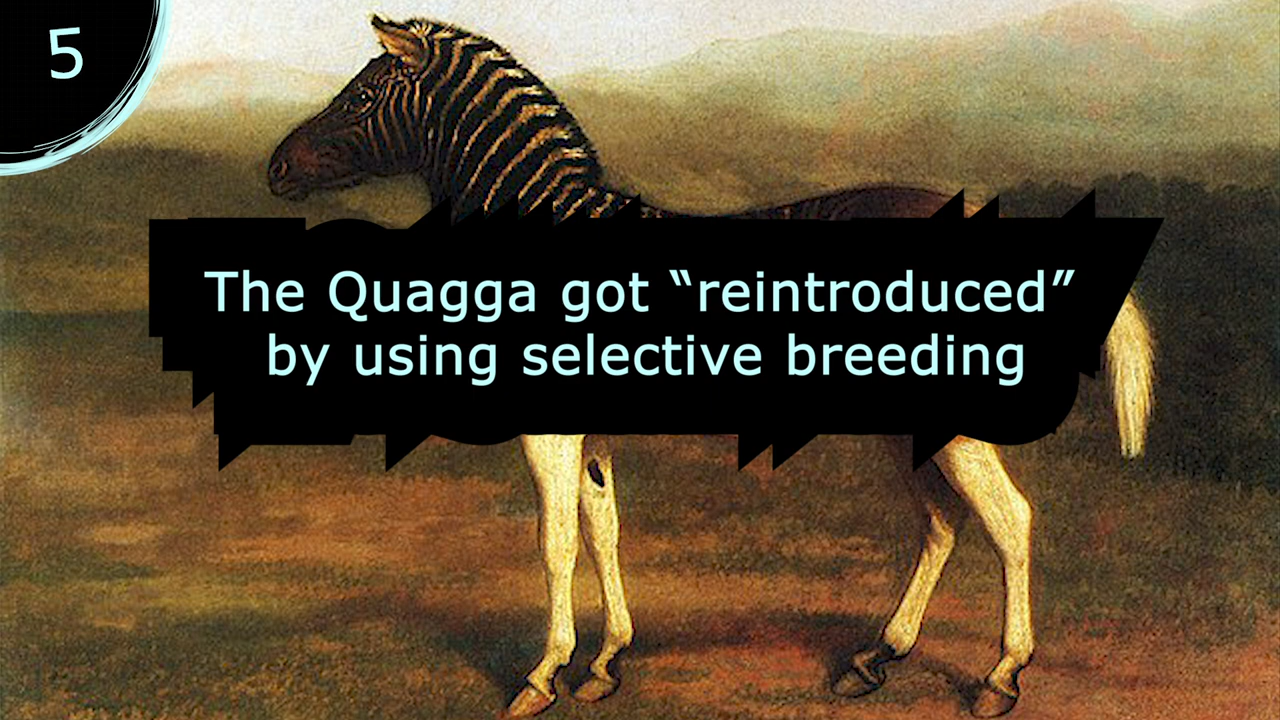 5
The Quagga got “reintroduced”
by using selective breeding